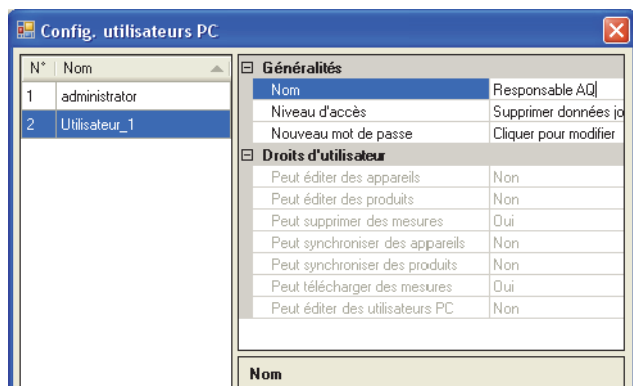 Config. utilisateurs PC
N° Nom
1 administrator
2 Utilisateur_1
Généralités
Nom Responsable AQ
Niveau d'accès Supprimer données jo
Nouveau mot de passe Cliquer pour modifier
Droits d'utilisateur
Peut éditer des appareils Non
Peut éditer des produits Non
Peut supprimer des mesures Oui
Peut synchroniser des appareils Non
Peut synchroniser des produits Non
Peut télécharger des mesures Oui
Peut éditer des utilisateurs PC Non
Nom